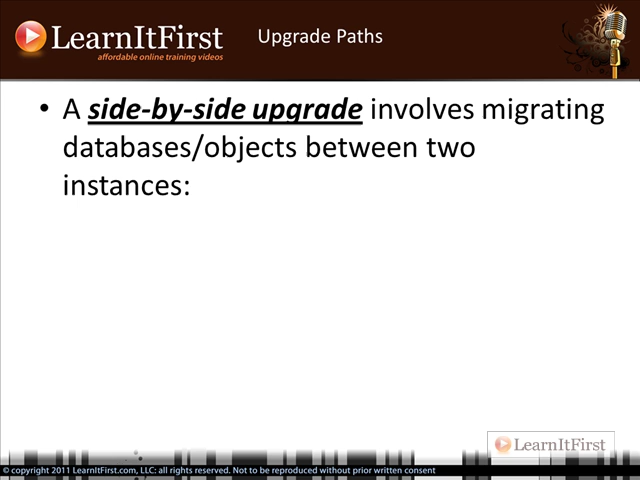 LearnItFirst
affordable online training videos
Upgrade Paths
• A side-by-side upgrade involves migrating
databases/objects between two
instances:
LearnItFirst
© copyright 2011 LearnItFirst.com, LLC: all rights reserved. Not to be reproduced without prior written consent